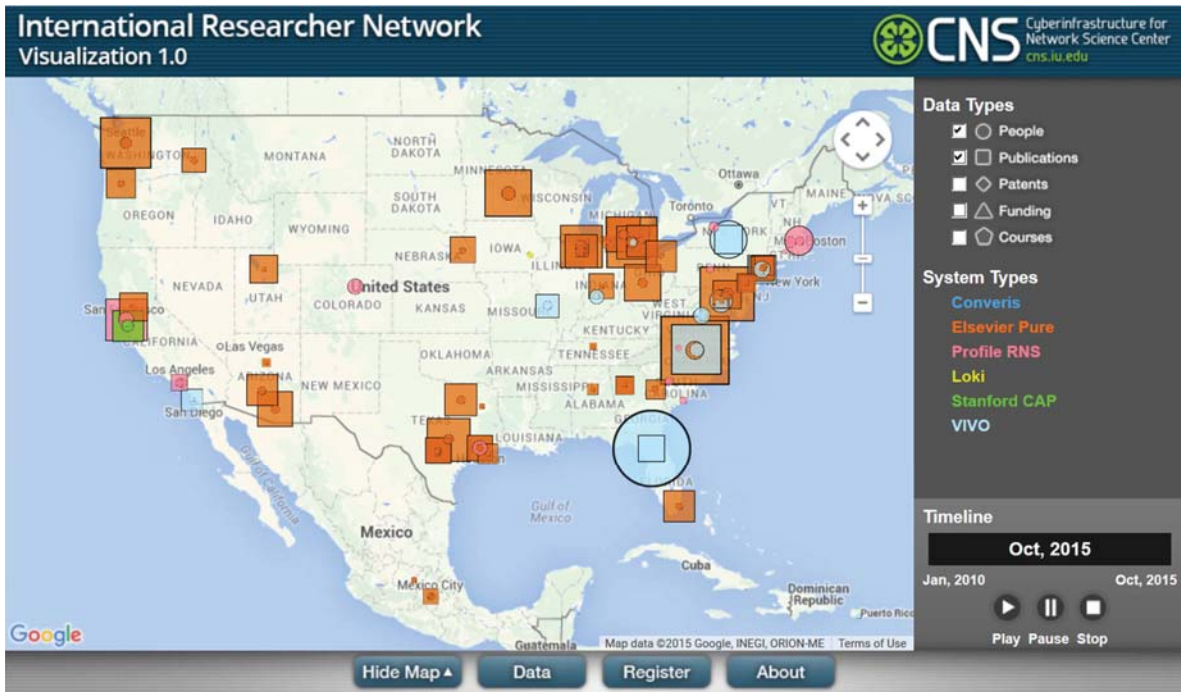 International Researcher Network
Visualization 1.0
CNS
Cyberinfrastructure for
Network Science Center
cns.iu.edu
Data Types
People
Publications
Patents
Funding
Courses
System Types
Converis
Elsevier Pure
Profile RNS
Loki
Stanford CAP
VIVO
Timeline
Oct, 2015
Jan, 2010
Oct, 2015
Play
Pause
Stop
Seattle
WASHINGTON
MONTANA
NORTH
DAKOTA
MINNESOTA
Ottawa
MAINE
OREGON
IDAHO
SOUTH
DAKOTA
WISCONSIN
MICHIGAN
Toronto
VT
NH
WYOMING
Boston
NEVADA
NEBRASKA
IOWA
PENN
New York
United States
UTAH
COLORADO
KANSAS
MISSOURI
WEST
VIRGINIA
CALIFORNIA
KENTUCKY
Las Vegas
OKLAHOMA
TENNESSEE
Los Angeles
ARIZONA
NEW MEXICO
ARKANSAS
MISSISSIPPI
San Diego
ALABAMA
TEXAS
LOUISIANA
Gulf of
California
Gulf of
Mexico
Mexico
Cuba
Mexico City
Dominican
Republic
Puerto Rico
Guatemala
Google
Map data ©2015 Google, INEGI, ORION-ME
Terms of Use
Hide Map
Data
Register
About